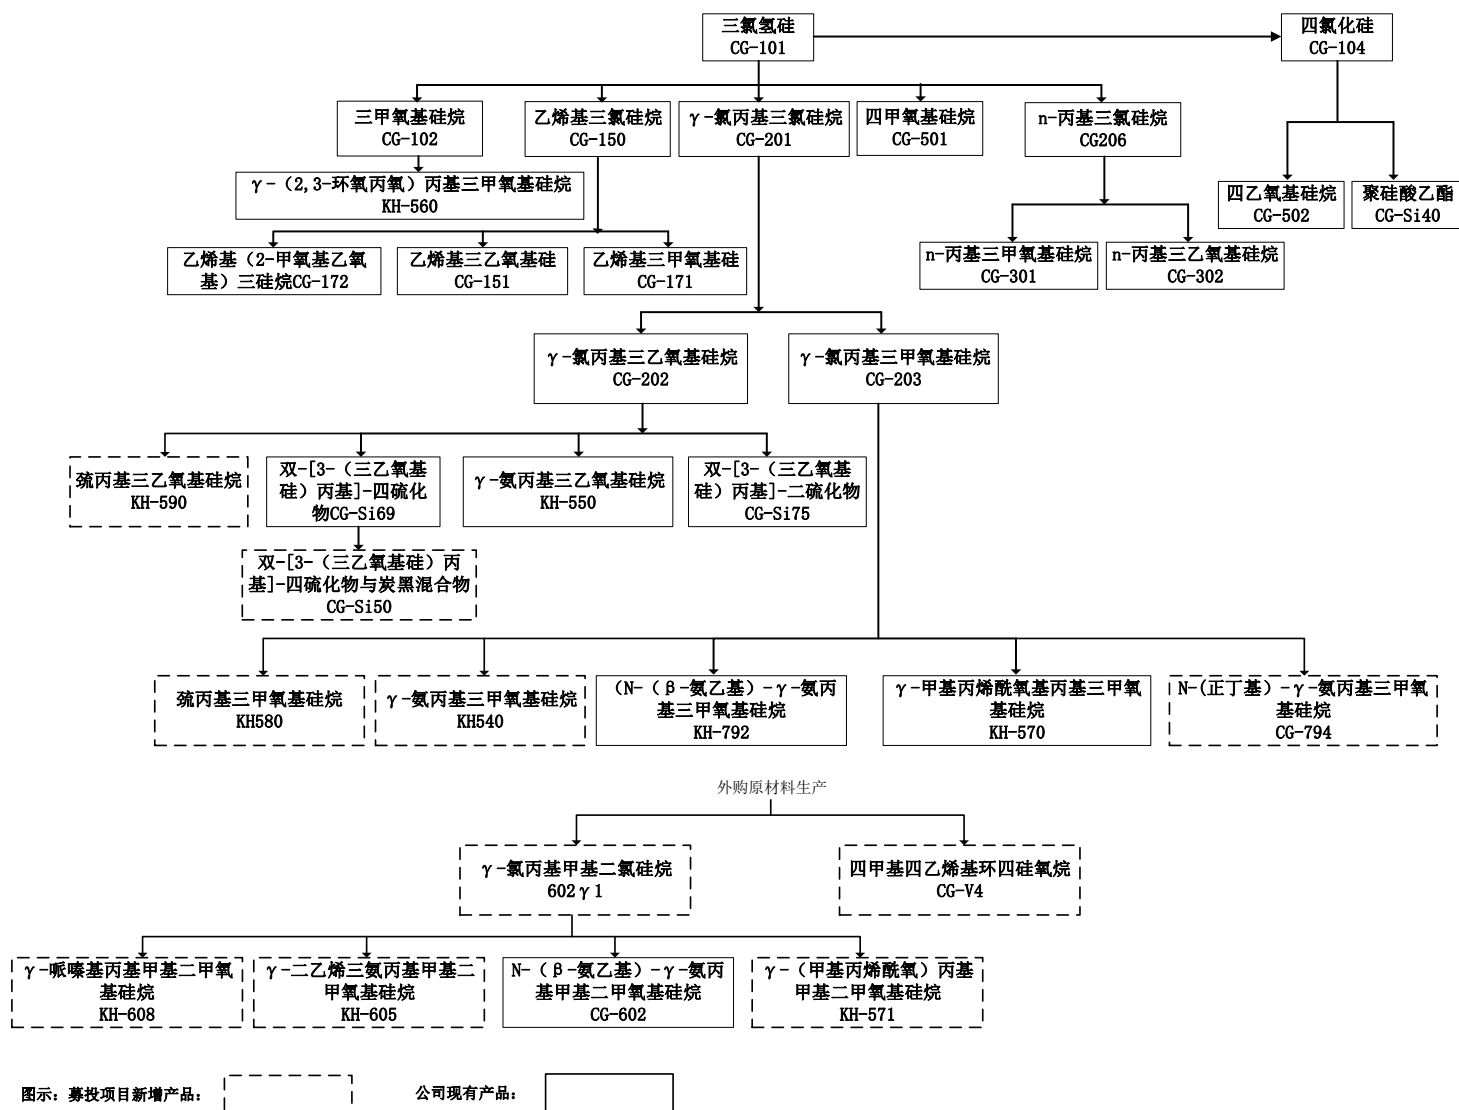 三氯氢硅
CG-101
四氯化硅
CG-104
三甲氧基硅烷
CG-102
乙烯基三氯硅烷
CG-150
γ-氯丙基三氯硅烷
CG-201
四甲氧基硅烷
CG-501
n-丙基三氯硅烷
CG206
γ-（2,3-环氧丙氧）丙基三甲氧基硅烷
KH-560
四乙氧基硅烷
CG-502
聚硅酸乙酯
CG-Si40
乙烯基（2-甲氧基乙氧
基）三硅烷CG-172
乙烯基三乙氧基硅
CG-151
乙烯基三甲氧基硅
CG-171
n-丙基三甲氧基硅烷
CG-301
n-丙基三乙氧基硅烷
CG-302
γ-氯丙基三乙氧基硅烷
CG-202
γ-氯丙基三甲氧基硅烷
CG-203
巯丙基三乙氧基硅烷
KH-590
双-[3-（三乙氧基
硅）丙基]-四硫化
物CG-Si69
γ-氨丙基三乙氧基硅烷
KH-550
双-[3-（三乙氧基
硅）丙基]-二硫化物
CG-Si75
双-[3-（三乙氧基硅）丙
基]-四硫化物与炭黑混合物
CG-Si50
巯丙基三甲氧基硅烷
KH580
γ-氨丙基三甲氧基硅烷
KH540
（N-（β-氨乙基）-γ-氨丙
基三甲氧基硅烷
KH-792
γ-甲基丙烯酰氧基丙基三甲氧
基硅烷
KH-570
N-(正丁基）-γ-氨丙基三甲氧
基硅烷
CG-794
外购原材料生产
γ-氯丙基甲基二氯硅烷
602γ1
四甲基四乙烯基环四硅氧烷
CG-V4
γ-哌嗪基丙基甲基二甲氧
基硅烷
KH-608
γ-二乙烯三氨丙基甲基二
甲氧基硅烷
KH-605
N-（β-氨乙基）-γ-氨丙
基甲基二甲氧基硅烷
CG-602
γ-（甲基丙烯酰氧）丙基
甲基二甲氧基硅烷
KH-571
图示：募投项目新增产品：
公司现有产品：